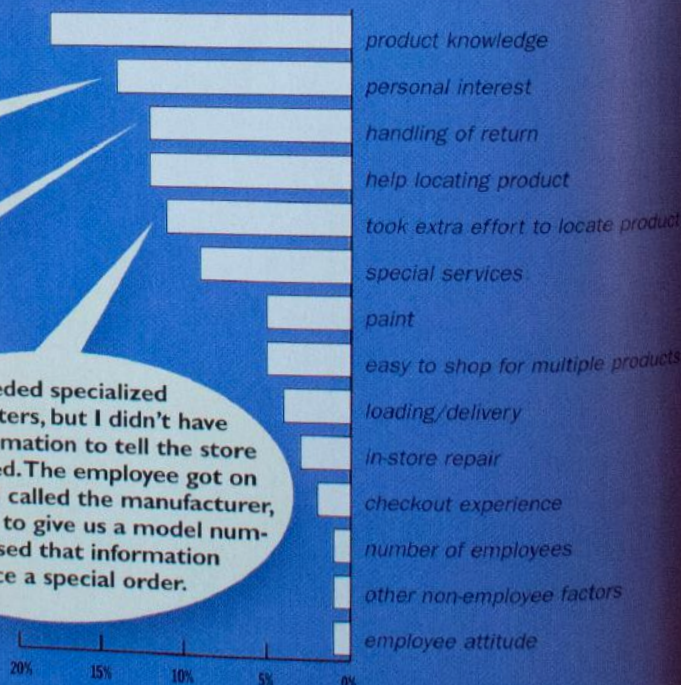 product knowledge
personal interest
handling of return
help locating product
took extra effort to locate product
special services
paint
easy to shop for multiple products
loading/delivery
in-store repair
checkout experience
number of employees
other non-employee factors
employee attitude
eded specialized
ters, but I didn't have
mation to tell the store
ed. The employee got on
called the manufacturer,
to give us a model num-
sed that information
ce a special order.
20% 15% 10% 5% 0%